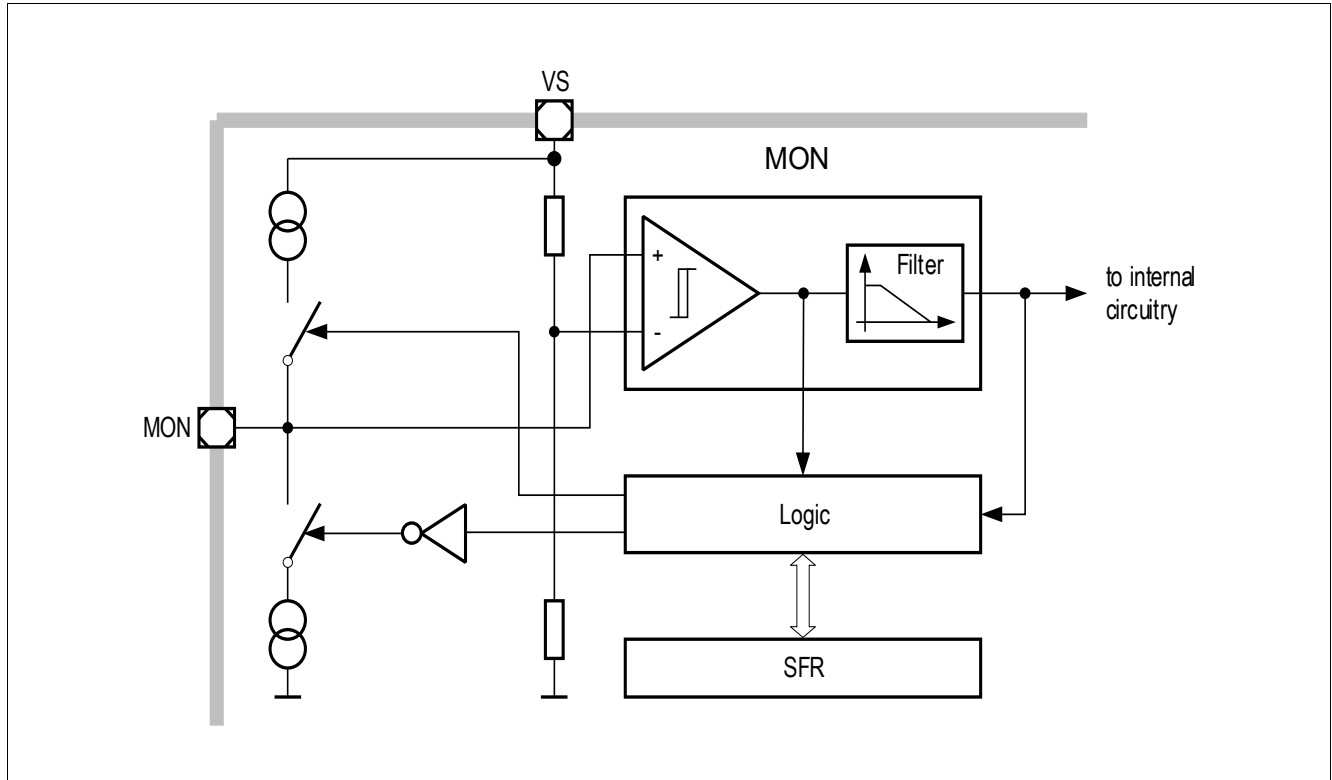 VS
MON
+
-
Filter
to internal
circuitry
MON
Logic
SFR